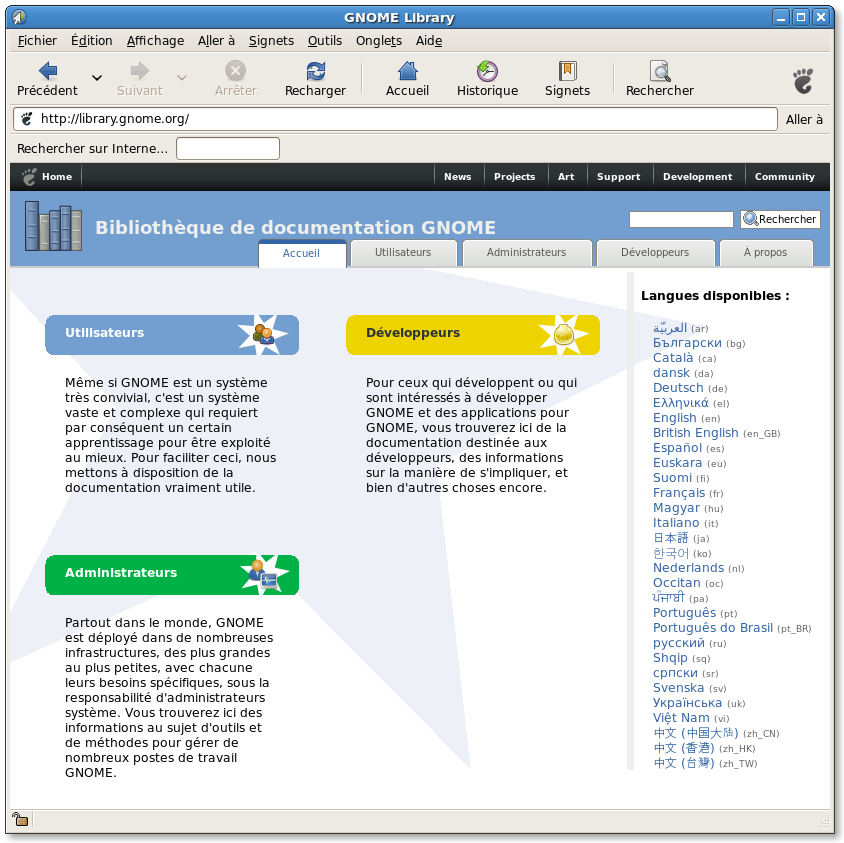 GNOME Library
Fichier Édition Affichage Aller à Signets Outils Onglets Aide
Précédent Suivant Arrêter Recharger Accueil Historique Signets Rechercher
http://library.gnome.org/ Aller à
Rechercher sur Interne...
Home News Projects Art Support Development Community
Bibliothèque de documentation GNOME
Rechercher
Accueil Utilisateurs Administrateurs Développeurs À propos
Utilisateurs
Même si GNOME est un système
très convivial, c'est un système
vaste et complexe qui requiert
par conséquent un certain
apprentissage pour être exploité
au mieux. Pour faciliter ceci, nous
mettons à disposition de la
documentation vraiment utile.
Développeurs
Pour ceux qui développent ou qui
sont intéressés à développer
GNOME et des applications pour
GNOME, vous trouverez ici de la
documentation destinée aux
développeurs, des informations
sur la manière de s'impliquer, et
bien d'autres choses encore.
Administrateurs
Partout dans le monde, GNOME
est déployé dans de nombreuses
infrastructures, des plus grandes
au plus petites, avec chacune
leurs besoins spécifiques, sous la
responsabilité d'administrateurs
système. Vous trouverez ici des
informations au sujet d'outils et
de méthodes pour gérer de
nombreux postes de travail
GNOME.
Langues disponibles :
العربيّة (ar)
Български (bg)
Català (ca)
dansk (da)
Deutsch (de)
Ελληνικά (el)
English (en)
British English (en_GB)
Español (es)
Euskara (eu)
Suomi (fi)
Français (fr)
Magyar (hu)
Italiano (it)
日本語 (ja)
한국어 (ko)
Nederlands (nl)
Occitan (oc)
ਪੰਜਾਬੀ (pa)
Português (pt)
Português do Brasil (pt_BR)
русский (ru)
Shqip (sq)
српски (sr)
Svenska (sv)
Українська (uk)
Việt Nam (vi)
中文 (中国大陆) (zh_CN)
中文 (香港) (zh_HK)
中文 (台灣) (zh_TW)